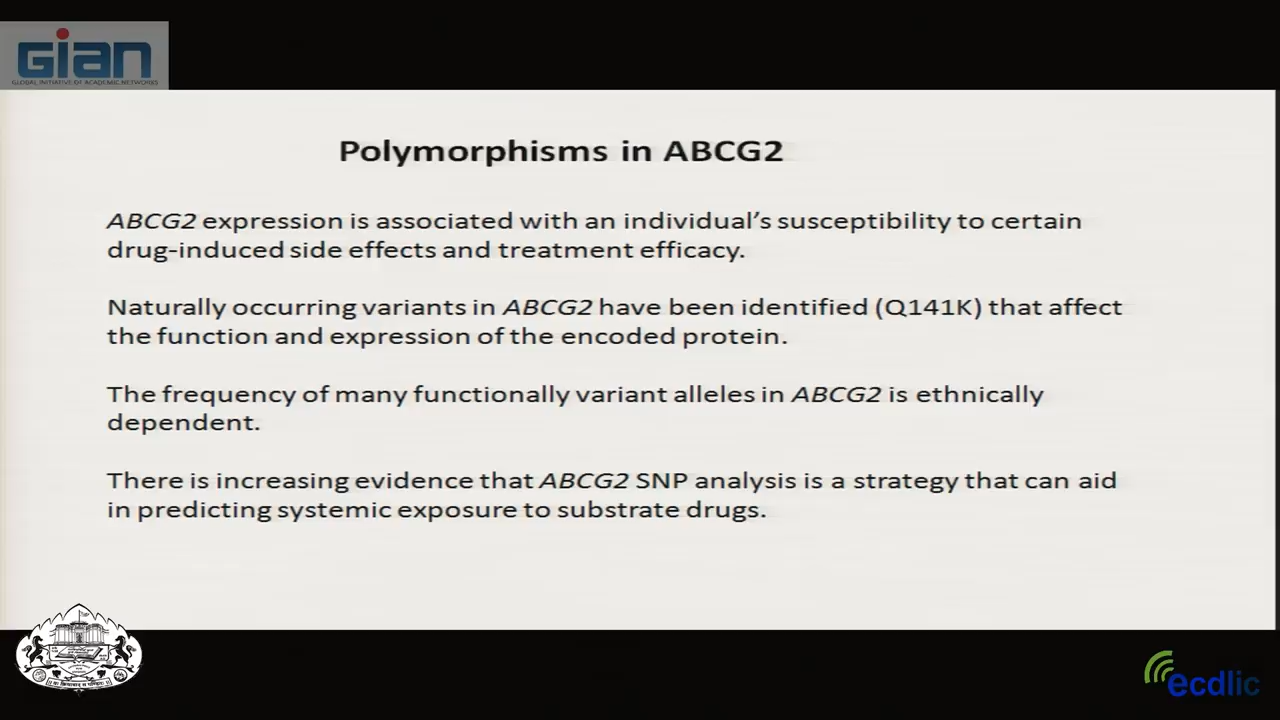 GIAN
GLOBAL INITIATIVE OF ACADEMIC NETWORKS
Polymorphisms in ABCG2
ABCG2 expression is associated with an individual’s susceptibility to certain
drug-induced side effects and treatment efficacy.
Naturally occurring variants in ABCG2 have been identified (Q141K) that affect
the function and expression of the encoded protein.
The frequency of many functionally variant alleles in ABCG2 is ethnically
dependent.
There is increasing evidence that ABCG2 SNP analysis is a strategy that can aid
in predicting systemic exposure to substrate drugs.
ecdlic